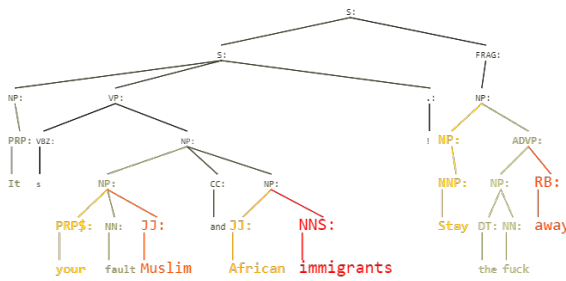 S:
S: FRAG:
NP: VP: .: NP:
PRP: VBZ: NP: ! NP: ADVP:
It s NP: CC: NP: NNP: NP: RB:
PRP$: NN: JJ: and JJ: NNS: Stay DT: NN: away
your fault Muslim African immigrants the fuck